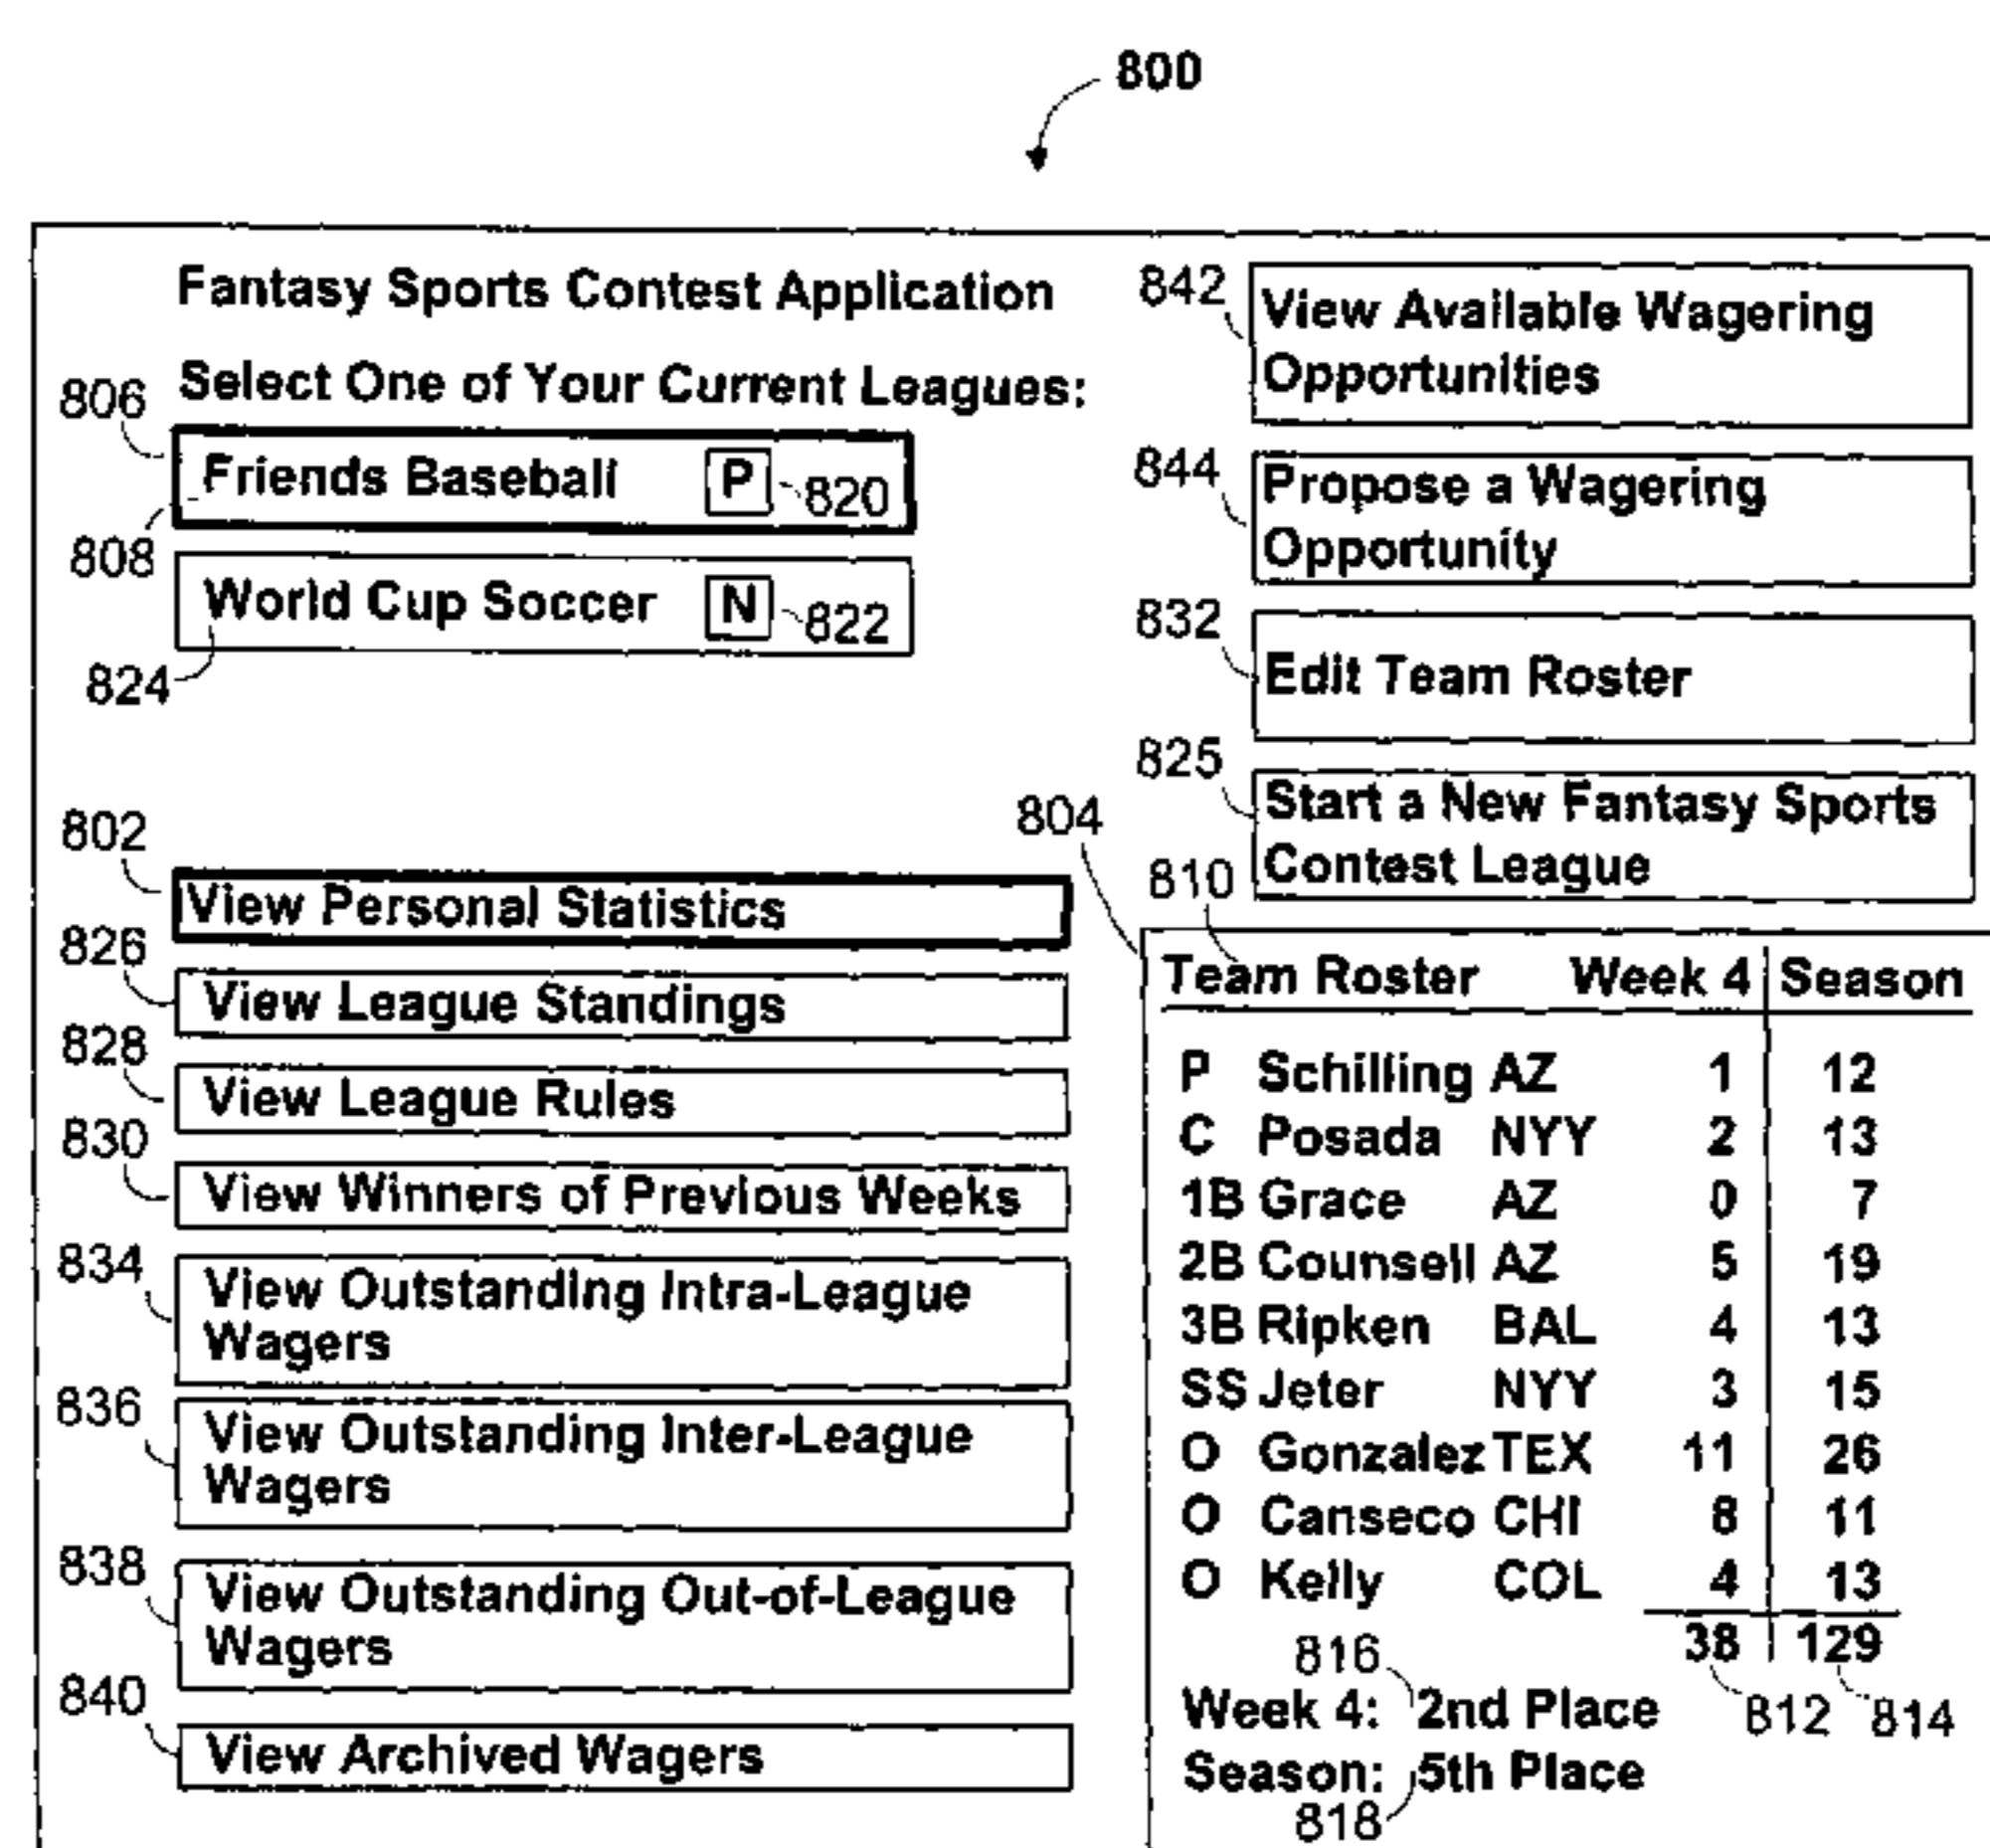 800
Fantasy Sports Contest Application
Select One of Your Current Leagues:
806
Friends Baseball P 820
808
World Cup Soccer N 822
824
802
View Personal Statistics
826
View League Standings
828
View League Rules
830
View Winners of Previous Weeks
834
View Outstanding Intra-League
Wagers
836
View Outstanding Inter-League
Wagers
838
View Outstanding Out-of-League
Wagers
840
View Archived Wagers
842
View Available Wagering
Opportunities
844
Propose a Wagering
Opportunity
832
Edit Team Roster
825
Start a New Fantasy Sports
Contest League
804
810
Team Roster Week 4 Season
P Schilling AZ 1 12
C Posada NYY 2 13
1B Grace AZ 0 7
2B Counsell AZ 5 19
3B Ripken BAL 4 13
SS Jeter NYY 3 15
O Gonzalez TEX 11 26
O Canseco CHI 8 11
O Kelly COL 4 13
38 129
816
Week 4: 2nd Place 812 814
Season: 5th Place
818